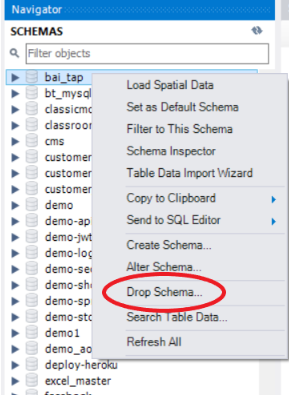 Navigator
SCHEMAS
Filter objects
bai_tap
bt_mysql
classicmo
classroor
cms
customer
customer
customer
demo
demo-ap
demo-jwt
demo-log
demo-sec
demo-sho
demo-sp
demo-sto
demo1
demo_ao
deploy-heroku
excel_master
Load Spatial Data
Set as Default Schema
Filter to This Schema
Schema Inspector
Table Data Import Wizard
Copy to Clipboard
Send to SQL Editor
Create Schema...
Alter Schema...
Drop Schema...
Search Table Data...
Refresh All